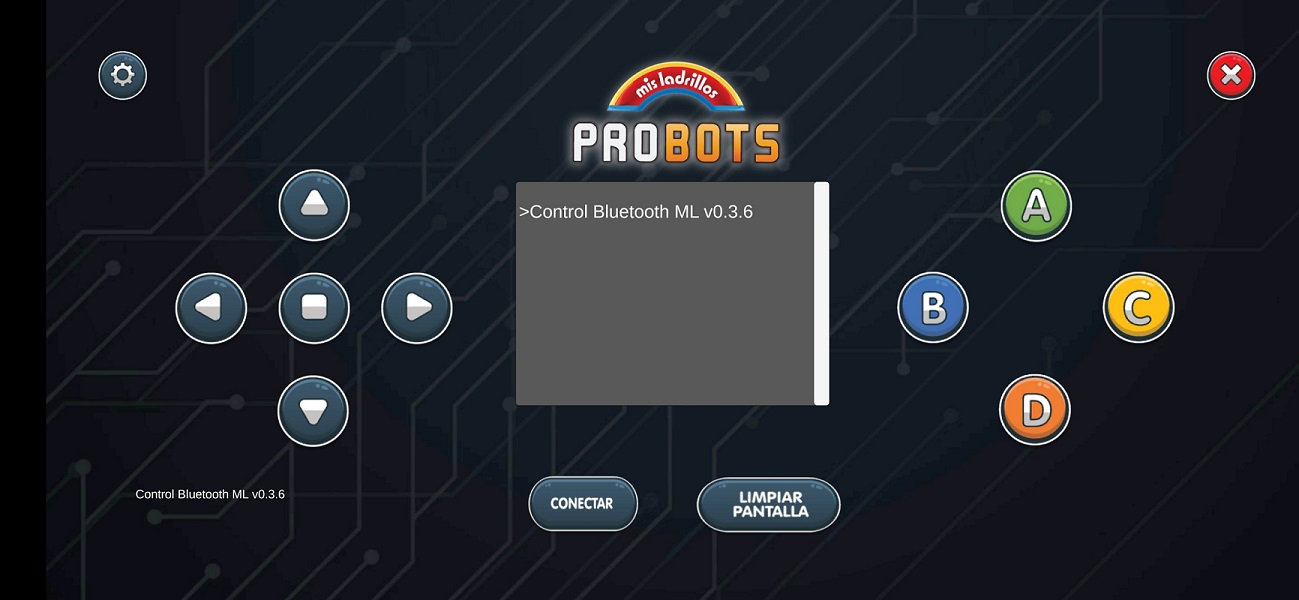 mis ladrillos
PROBOTS
>Control Bluetooth ML v0.3.6
A
B
C
D
Control Bluetooth ML v0.3.6
CONECTAR
LIMPIAR
PANTALLA